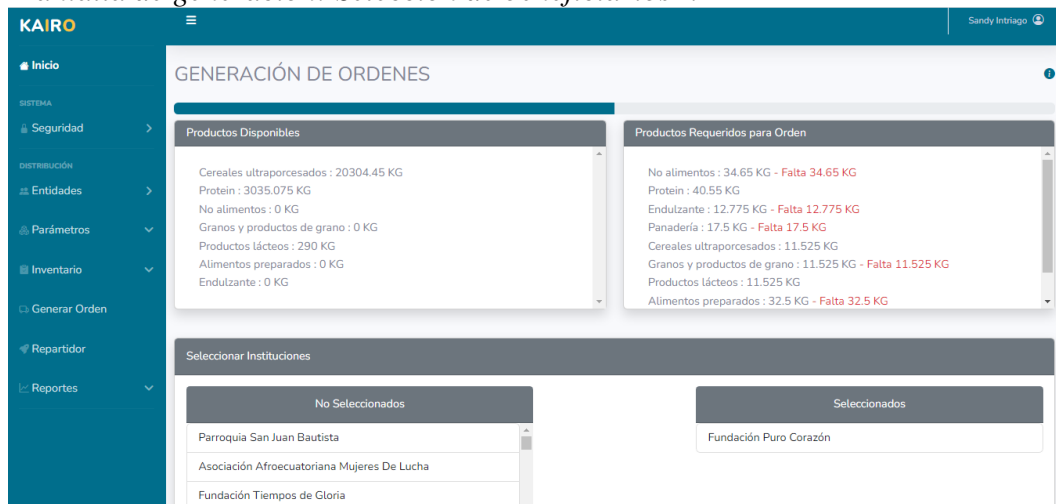 KAIRO
Sandy Intriago
Inicio
SISTEMA
Seguridad
DISTRIBUCIÓN
Entidades
Parámetros
Inventario
Generar Orden
Repartidor
Reportes
GENERACIÓN DE ORDENES
Productos Disponibles
Cereales ultraporcesados : 20304.45 KG
Protein : 3035.075 KG
No alimentos : 0 KG
Granos y productos de grano : 0 KG
Productos lácteos : 290 KG
Alimentos preparados : 0 KG
Endulzante : 0 KG
Productos Requeridos para Orden
No alimentos : 34.65 KG - Falta 34.65 KG
Protein : 40.55 KG
Endulzante : 12.775 KG - Falta 12.775 KG
Panadería : 17.5 KG - Falta 17.5 KG
Cereales ultraporcesados : 11.525 KG
Granos y productos de grano : 11.525 KG - Falta 11.525 KG
Productos lácteos : 11.525 KG
Alimentos preparados : 32.5 KG - Falta 32.5 KG
Seleccionar Instituciones
No Seleccionados
Parroquia San Juan Bautista
Asociación Afroecuatoriana Mujeres De Lucha
Fundación Tiempos de Gloria
Seleccionados
Fundación Puro Corazón